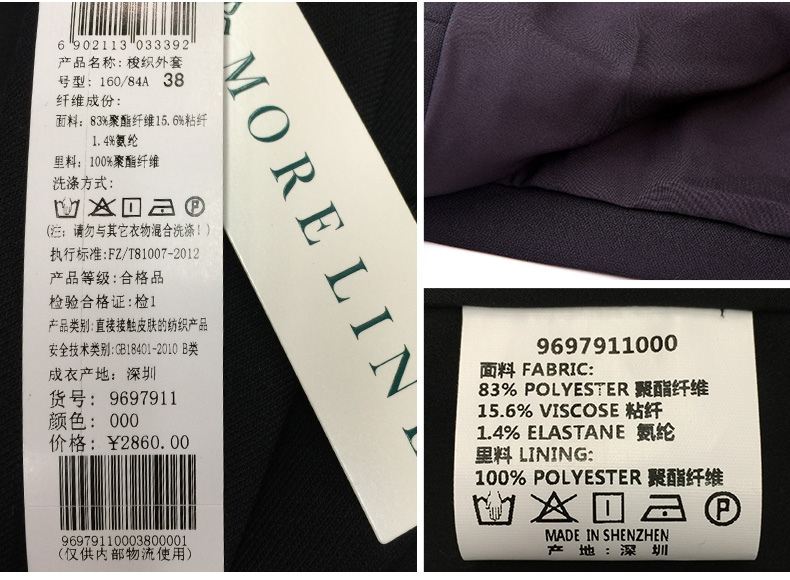 6 902113 033392
产品名称: 梭织外套
号型: 160/84A 38
纤维成份:
面料: 83%聚酯纤维15.6%粘纤
1.4%氨纶
里料: 100%聚酯纤维
洗涤方式:
P
(注: 请勿与其它衣物混合洗涤!)
执行标准:FZ/T81007-2012
产品等级:合格品
检验合格证:检1
产品类别:直接接触皮肤的纺织产品
安全技术类别:GB18401-2010 B类
成衣产地: 深圳
货号: 9697911
颜色: 000
价格: ¥2860.00
96979110003800001
(仅供内部物流使用)
MORELINE
9697911000
面料 FABRIC:
83% POLYESTER 聚酯纤维
15.6% VISCOSE 粘纤
1.4% ELASTANE 氨纶
里料 LINING:
100% POLYESTER 聚酯纤维
P
MADE IN SHENZHEN
产 地: 深 圳